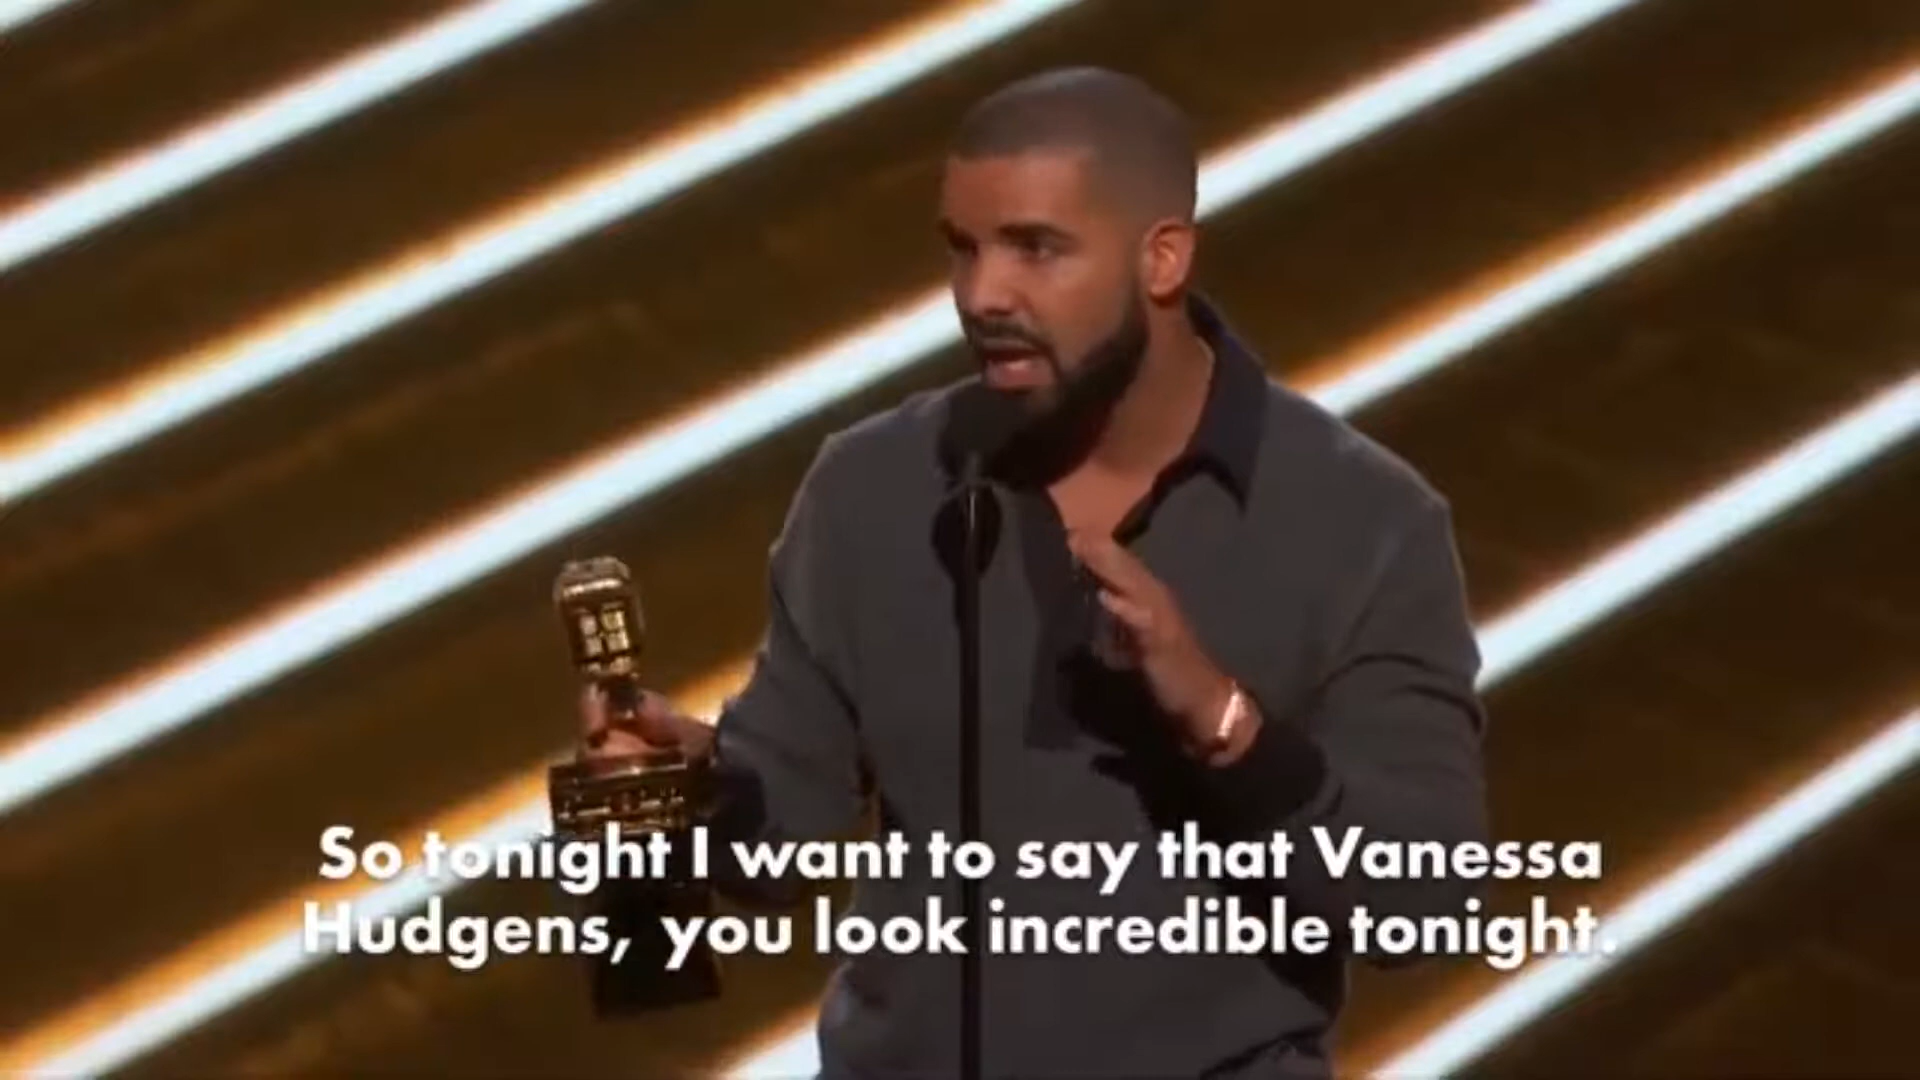 So tonight I want to say that Vanessa
Hudgens, you look incredible tonight.